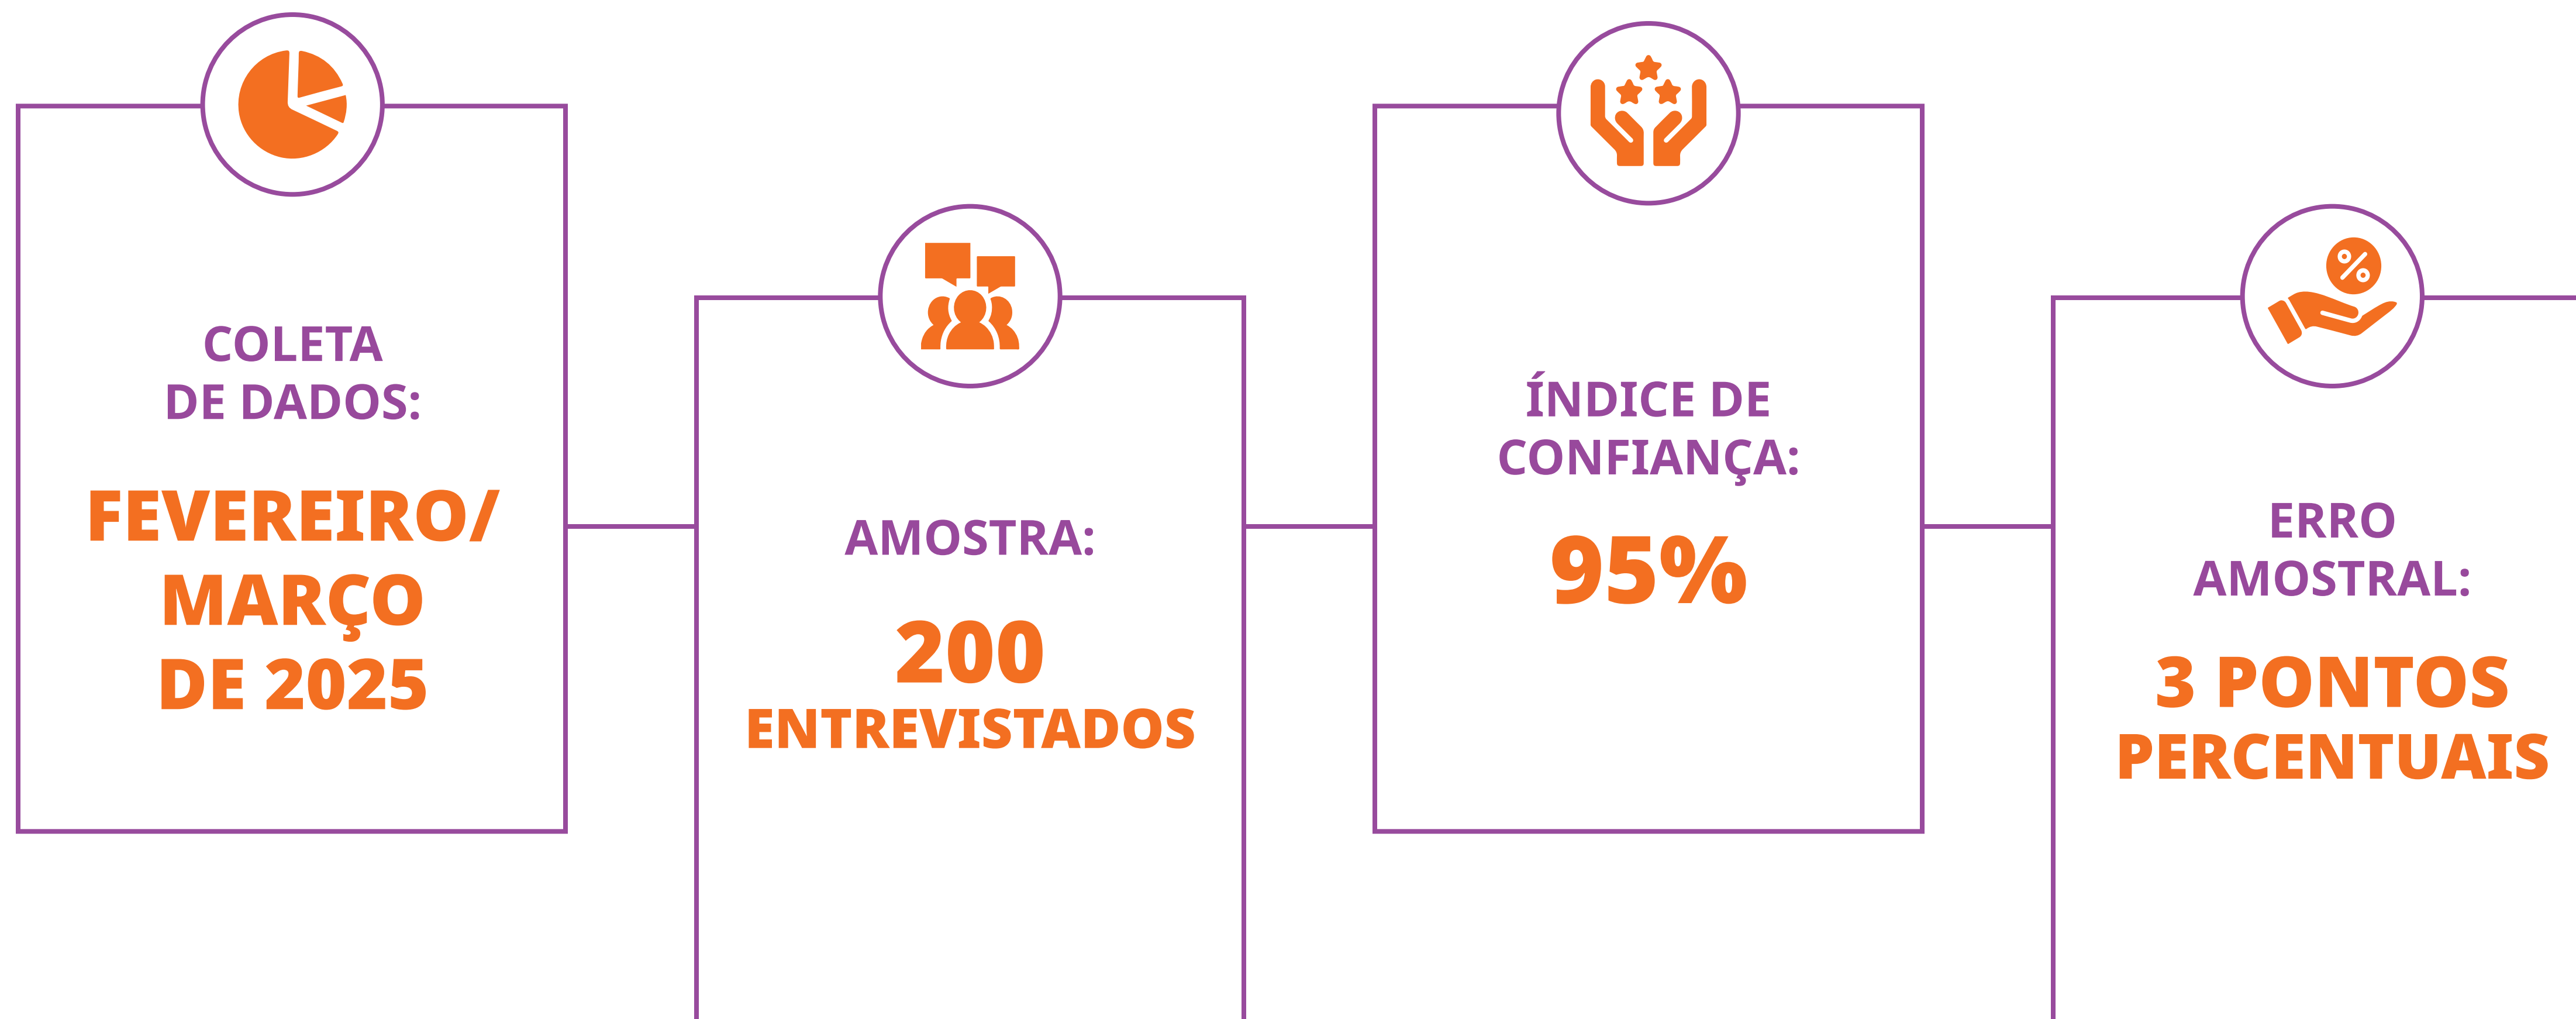 COLETA
DE DADOS:
FEVEREIRO/
MARÇO
DE 2025
AMOSTRA:
200
ENTREVISTADOS
ÍNDICE DE
CONFIANÇA:
95%
%
ERRO
AMOSTRAL:
3 PONTOS
PERCENTUAIS